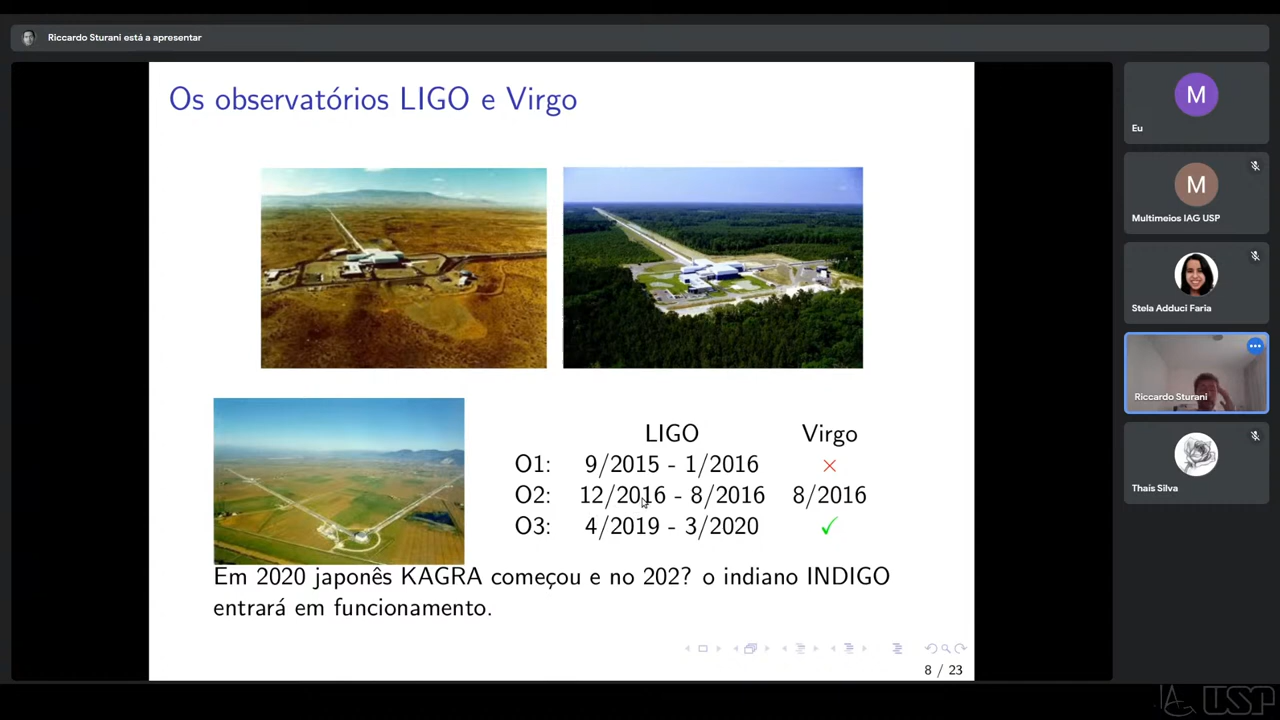 Riccardo Sturani está a apresentar
Os observatórios LIGO e Virgo
LIGO Virgo
O1: 9/2015 - 1/2016 ×
O2: 12/2016 - 8/2016 8/2016
O3: 4/2019 - 3/2020 ✓
Em 2020 japonês KAGRA começou e no 202? o indiano INDIGO
entrará em funcionamento.
8 / 23
M
Eu
M
Multimeios IAG USP
Stela Adduci Faria
Riccardo Sturani
Thaís Silva
USP